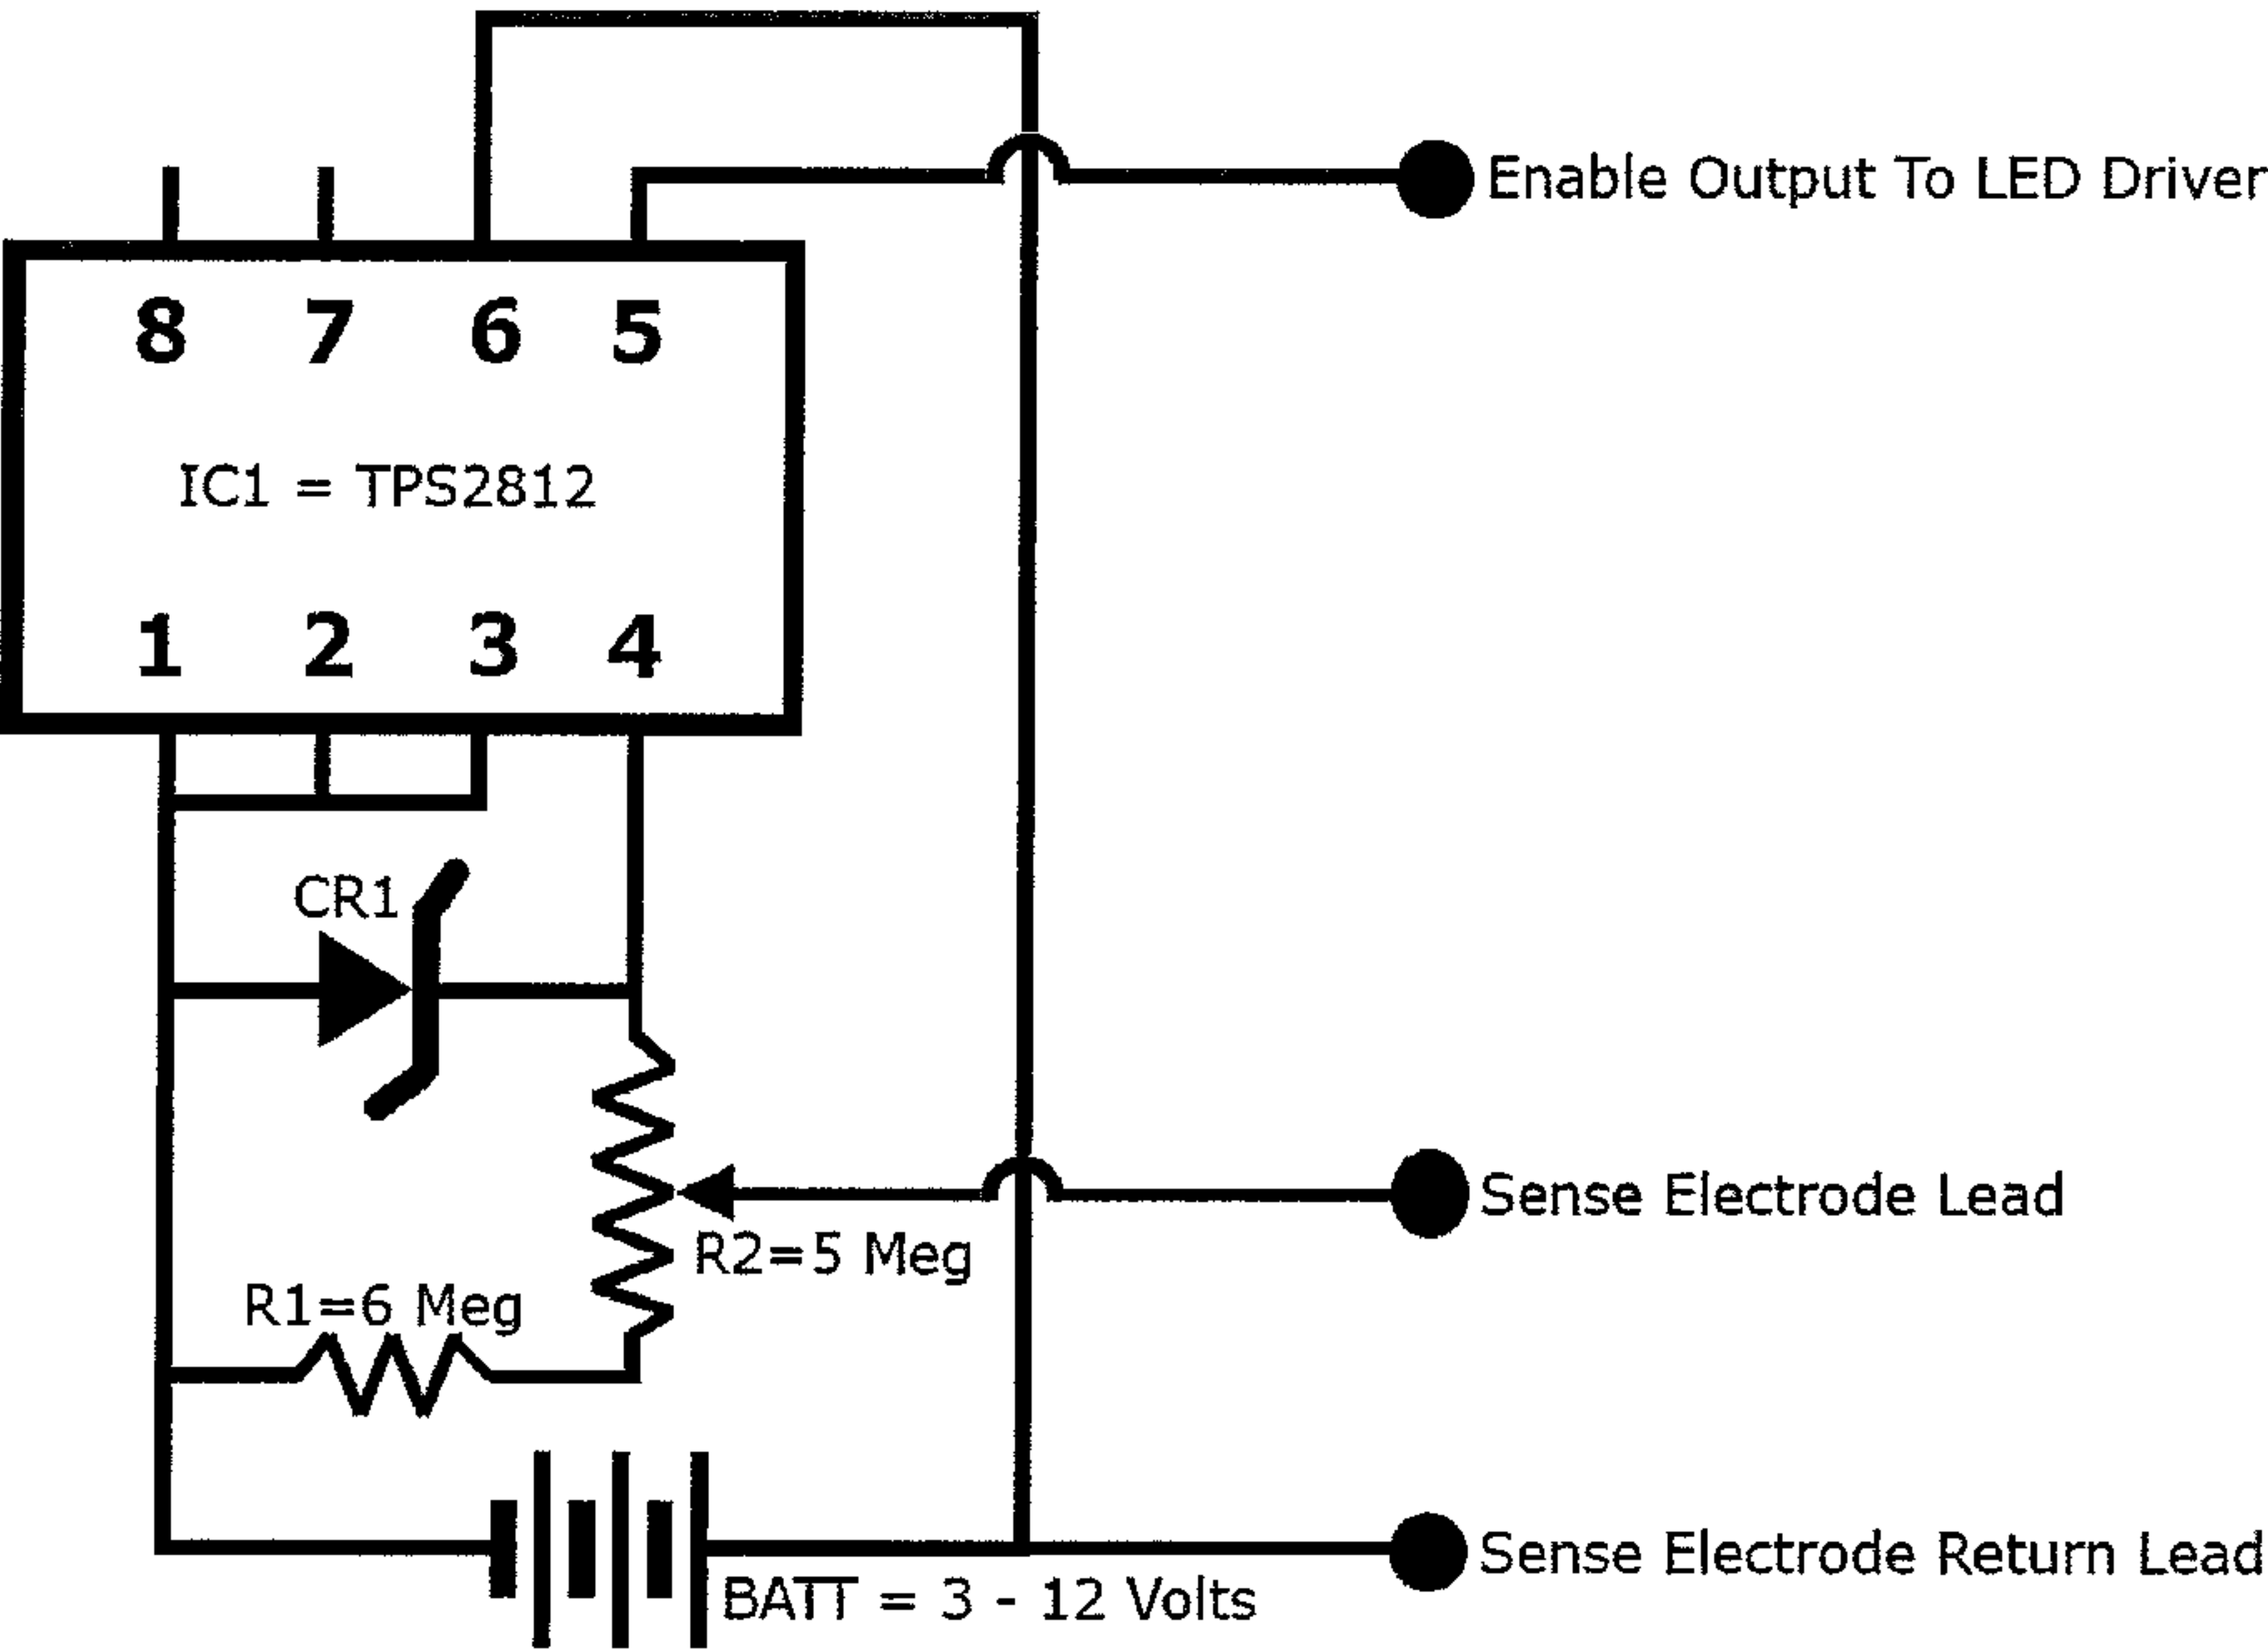 Enable Output To LED Driver
8 7 6 5
IC1 = TPS2812
1 2 3 4
CR1
Sense Electrode Lead
R2=5 Meg
R1=6 Meg
Sense Electrode Return Lead
BATT = 3 - 12 Volts